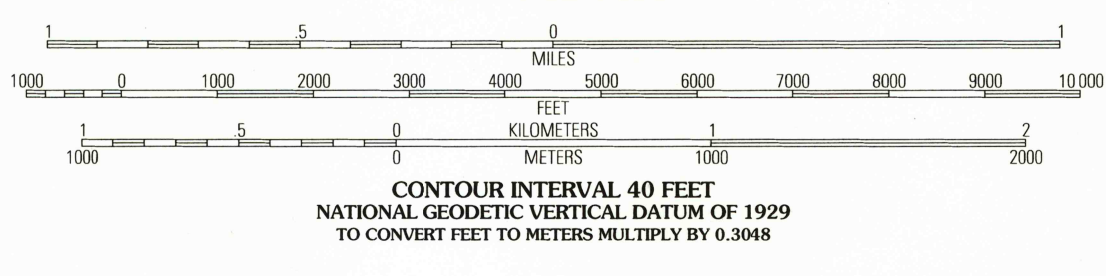 1 .5 0 1
MILES
1000 0 1000 2000 3000 4000 5000 6000 7000 8000 9000 10 000
FEET
1 .5 0 KILOMETERS 1 2
1000 0 METERS 1000 2000
CONTOUR INTERVAL 40 FEET
NATIONAL GEODETIC VERTICAL DATUM OF 1929
TO CONVERT FEET TO METERS MULTIPLY BY 0.3048